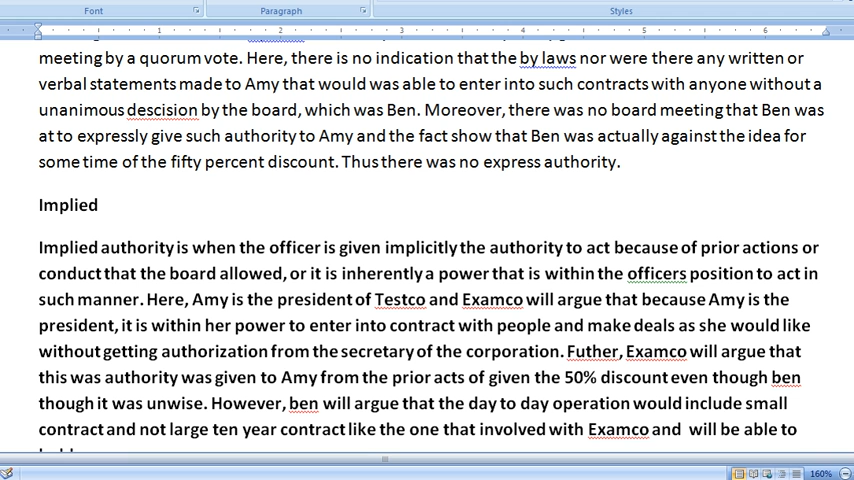 Font
Paragraph
Styles
1
1
2
3
4
5
6
meeting by a quorum vote. Here, there is no indication that the by laws nor were there any written or
verbal statements made to Amy that would was able to enter into such contracts with anyone without a
unanimous descision by the board, which was Ben. Moreover, there was no board meeting that Ben was
at to expressly give such authority to Amy and the fact show that Ben was actually against the idea for
some time of the fifty percent discount. Thus there was no express authority.
Implied
Implied authority is when the officer is given implicitly the authority to act because of prior actions or
conduct that the board allowed, or it is inherently a power that is within the officers position to act in
such manner. Here, Amy is the president of Testco and Examco will argue that because Amy is the
president, it is within her power to enter into contract with people and make deals as she would like
without getting authorization from the secretary of the corporation. Futher, Examco will argue that
this was authority was given to Amy from the prior acts of given the 50% discount even though ben
though it was unwise. However, ben will argue that the day to day operation would include small
contract and not large ten year contract like the one that involved with Examco and will be able to
160%